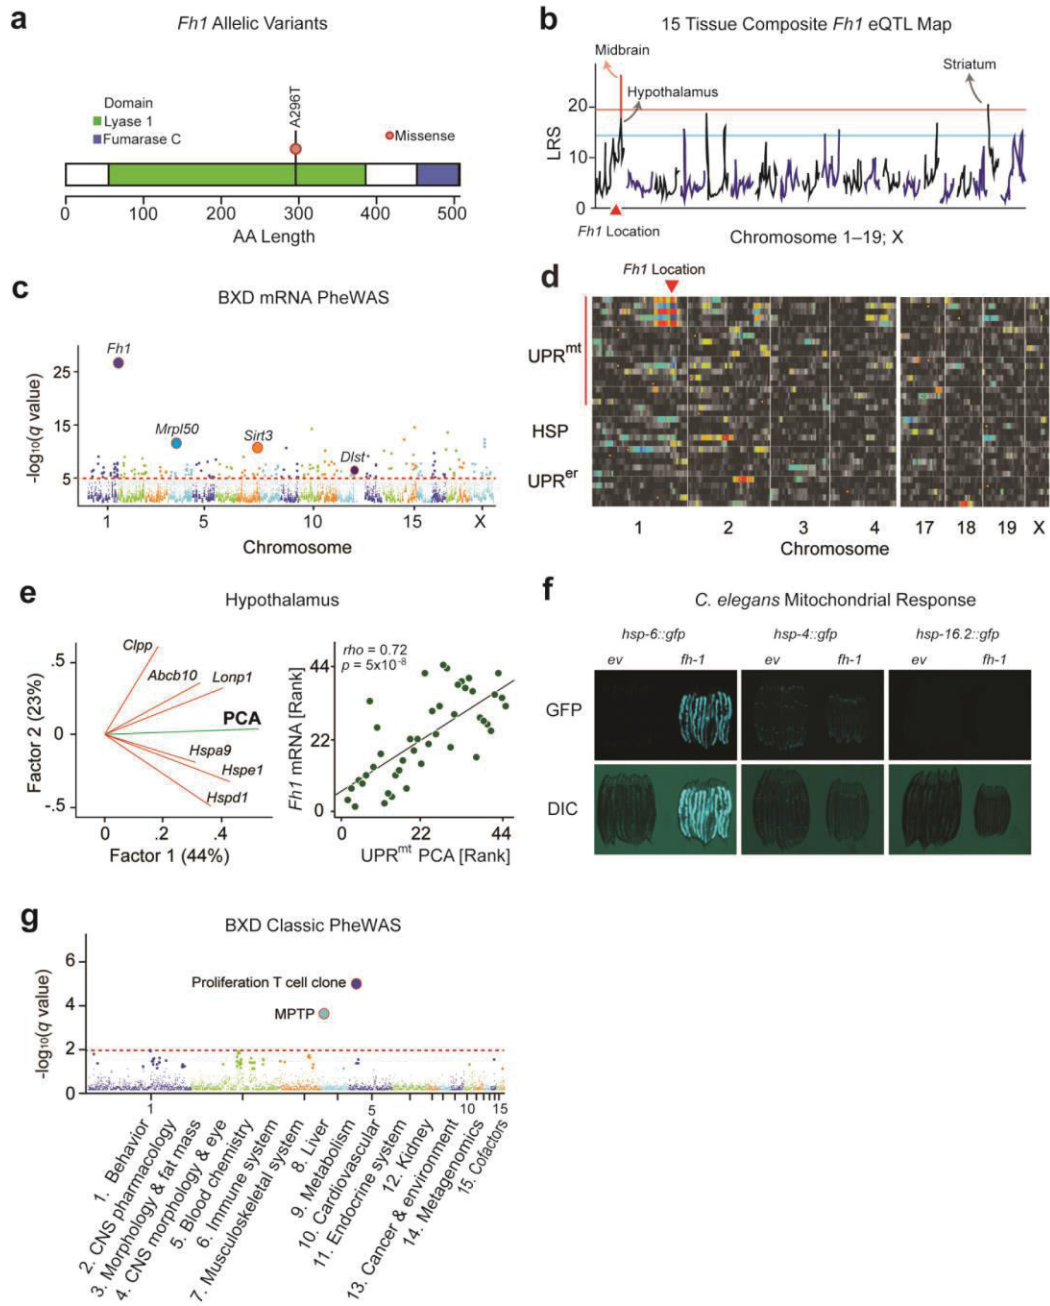 a
Fh1 Allelic Variants
Domain
Lyase 1
Fumarase C
A296T
Missense
0 100 200 300 400 500
AA Length
b
15 Tissue Composite Fh1 eQTL Map
Midbrain
Hypothalamus
Striatum
20
10
0
LRS
Fh1 Location
Chromosome 1–19; X
c
BXD mRNA PheWAS
Fh1
Mrpl50
Sirt3
Dlst
25
15
5
-log10(q value)
1 5 10 15 X
Chromosome
d
Fh1 Location
UPRmt
HSP
UPRer
1 2 3 4 17 18 19 X
Chromosome
e
Hypothalamus
Clpp
Abcb10
Lonp1
PCA
Hspa9
Hspe1
Hspd1
.5
0
-.5
Factor 2 (23%)
0 .2 .4
Factor 1 (44%)
rho = 0.72
p = 5x10-8
44
22
0
Fh1 mRNA [Rank]
0 22 44
UPRmt PCA [Rank]
f
C. elegans Mitochondrial Response
hsp-6::gfp hsp-4::gfp hsp-16.2::gfp
ev fh-1 ev fh-1 ev fh-1
GFP
DIC
g
BXD Classic PheWAS
Proliferation T cell clone
MPTP
6
4
2
0
-log10(q value)
1 5 10 15
1. Behavior
2. CNS pharmacology
3. Morphology & fat mass
4. CNS morphology & eye
5. Blood chemistry
6. Immune system
7. Musculoskeletal system
8. Liver
9. Metabolism
10. Cardiovascular
11. Endocrine system
12. Kidney
13. Cancer & environment
14. Metagenomics
15. Cofactors